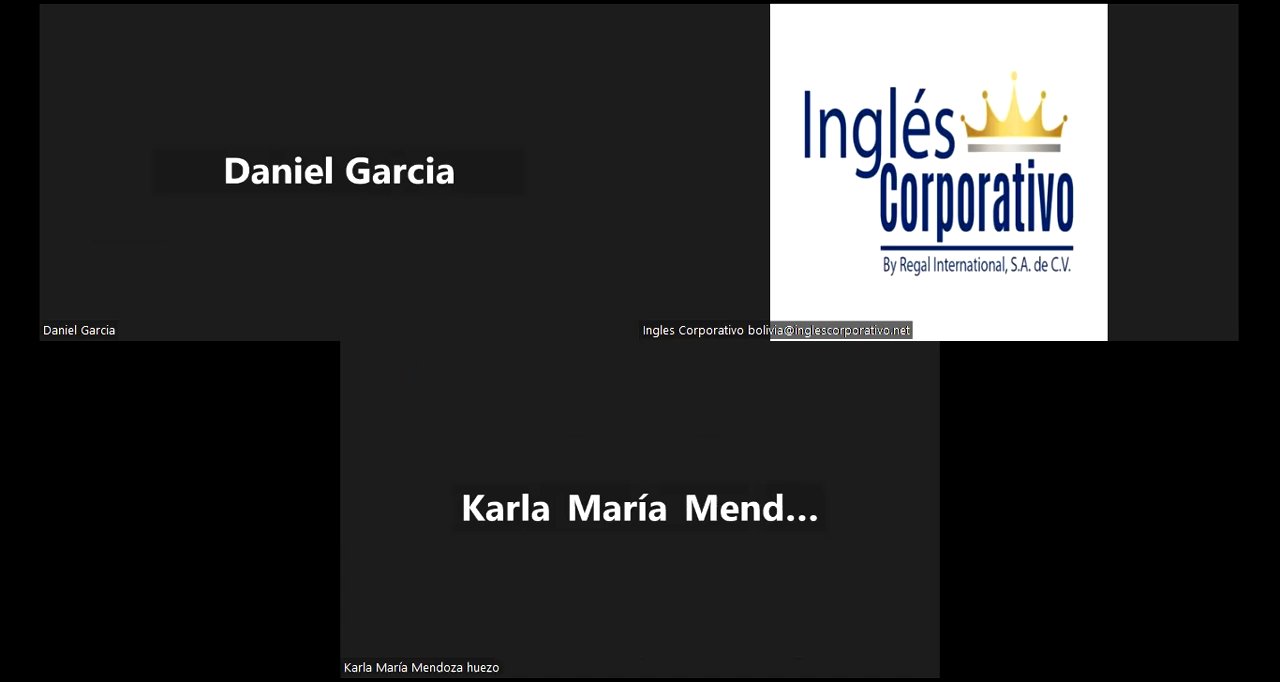 Daniel Garcia
Daniel Garcia
Inglés
Corporativo
By Regal International, S.A. de C.V.
Ingles Corporativo bolivia@inglescorporativo.net
Karla María Mend...
Karla María Mendoza huezo